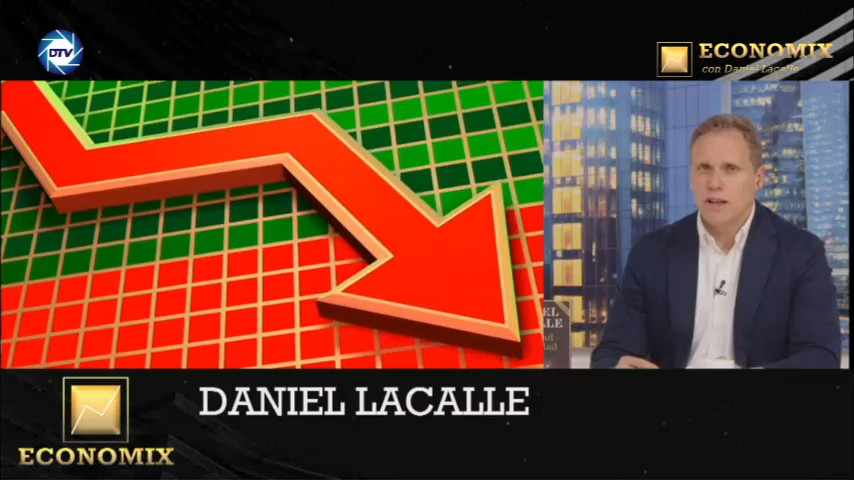 DTV
ECONOMIX
con Daniel Lacalle
DANIEL LACALLE
ECONOMIX